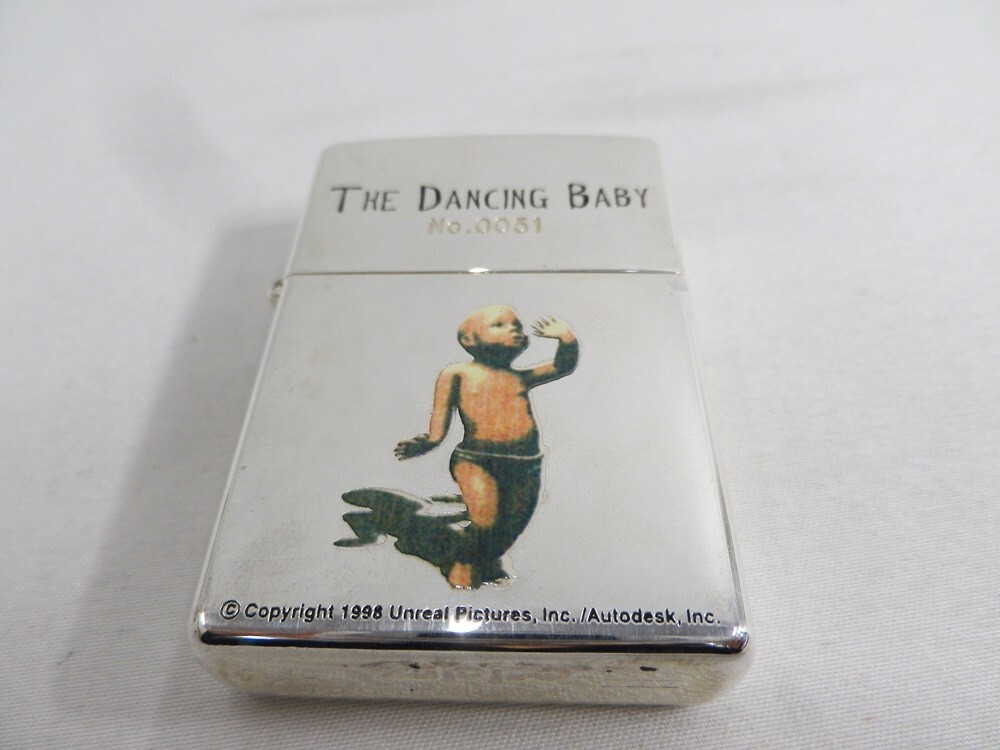 THE DANCING BABY
No.0051
© Copyright 1998 Unreal Pictures, Inc./Autodesk, Inc.